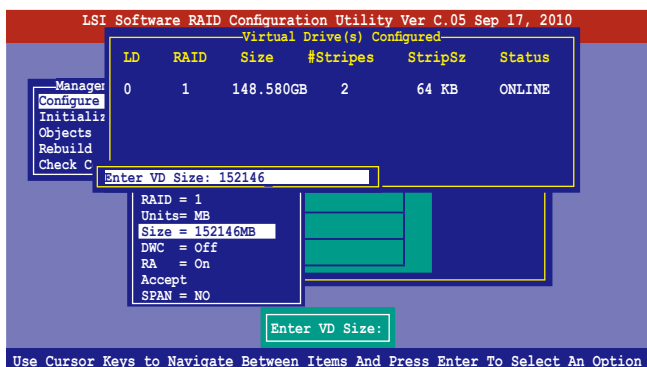 LSI Software RAID Configuration Utility Ver C.05 Sep 17, 2010
Virtual Drive(s) Configured
LD RAID Size #Stripes StripSz Status
0 1 148.580GB 2 64 KB ONLINE
Manage
Configure
Initializ
Objects
Rebuild
Check C
Enter VD Size: 152146_
RAID = 1
Units= MB
Size = 152146MB
DWC = Off
RA = On
Accept
SPAN = NO
Enter VD Size:
Use Cursor Keys to Navigate Between Items And Press Enter To Select An Option